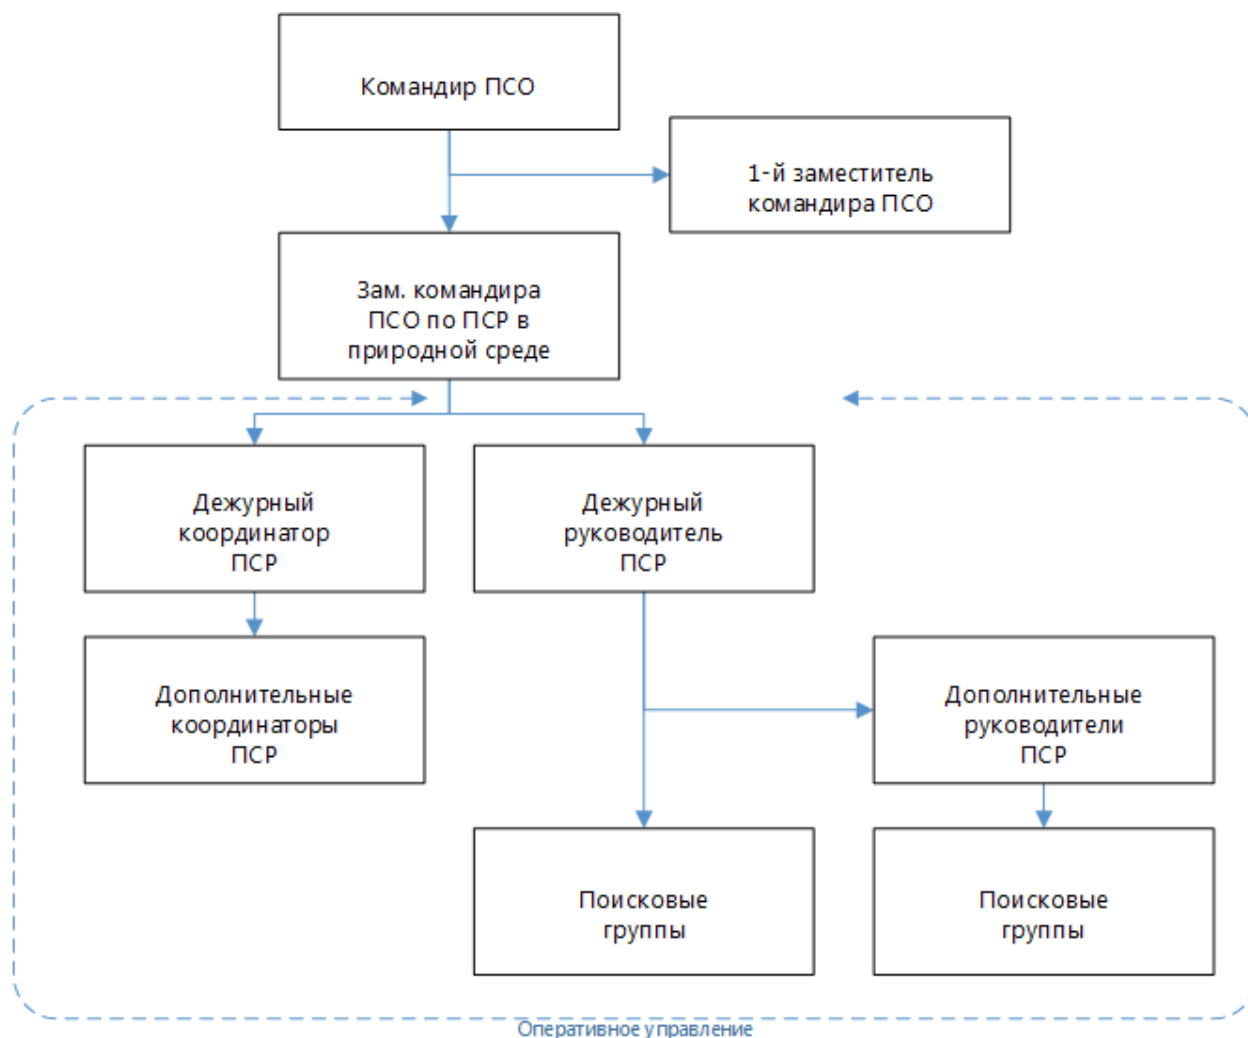 Командир ПСО
1-й заместитель
командира ПСО
Зам. командира
ПСО по ПСР в
природной среде
Дежурный
координатор
ПСР
Дежурный
руководитель
ПСР
Дополнительные
координаторы
ПСР
Дополнительные
руководители
ПСР
Поисковые
группы
Поисковые
группы
Оперативное управление